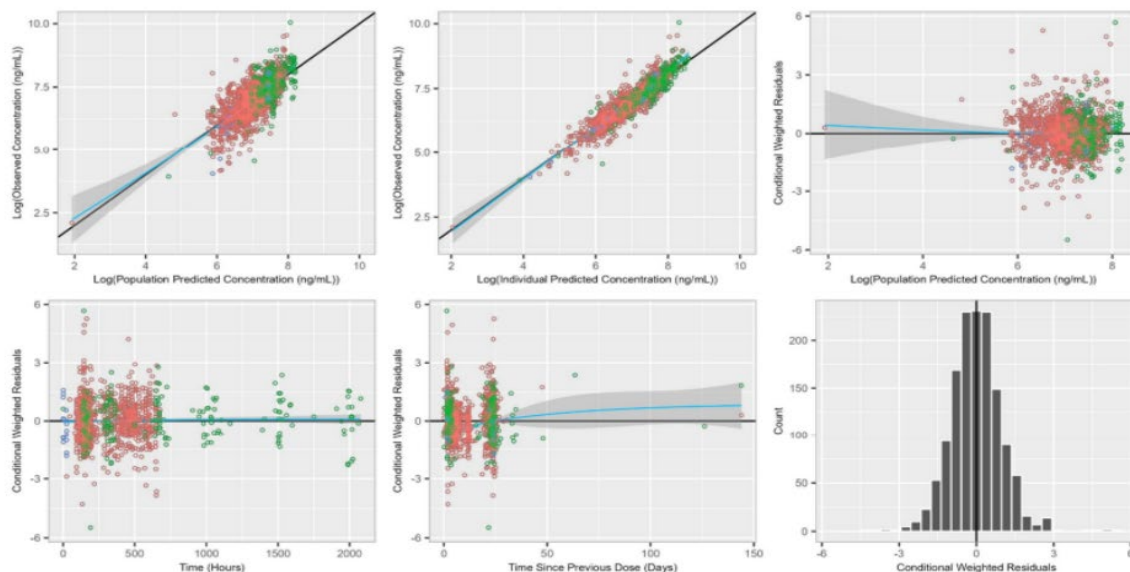 10.0
7.5
5.0
2.5
Log(Observed Concentration (ng/mL))
2 4 6 8 10
Log(Population Predicted Concentration (ng/mL))
10.0
7.5
5.0
2.5
Log(Observed Concentration (ng/mL))
2 4 6 8 10
Log(Individual Predicted Concentration (ng/mL))
6
3
0
-3
-6
Conditional Weighted Residuals
2 4 6 8
Log(Population Predicted Concentration (ng/mL))
6
3
0
-3
-6
Conditional Weighted Residuals
0 500 1000 1500 2000
Time (Hours)
6
3
0
-3
-6
Conditional Weighted Residuals
0 50 100 150
Time Since Previous Dose (Days)
200
150
100
50
0
Count
-6 -3 0 3 6
Conditional Weighted Residuals